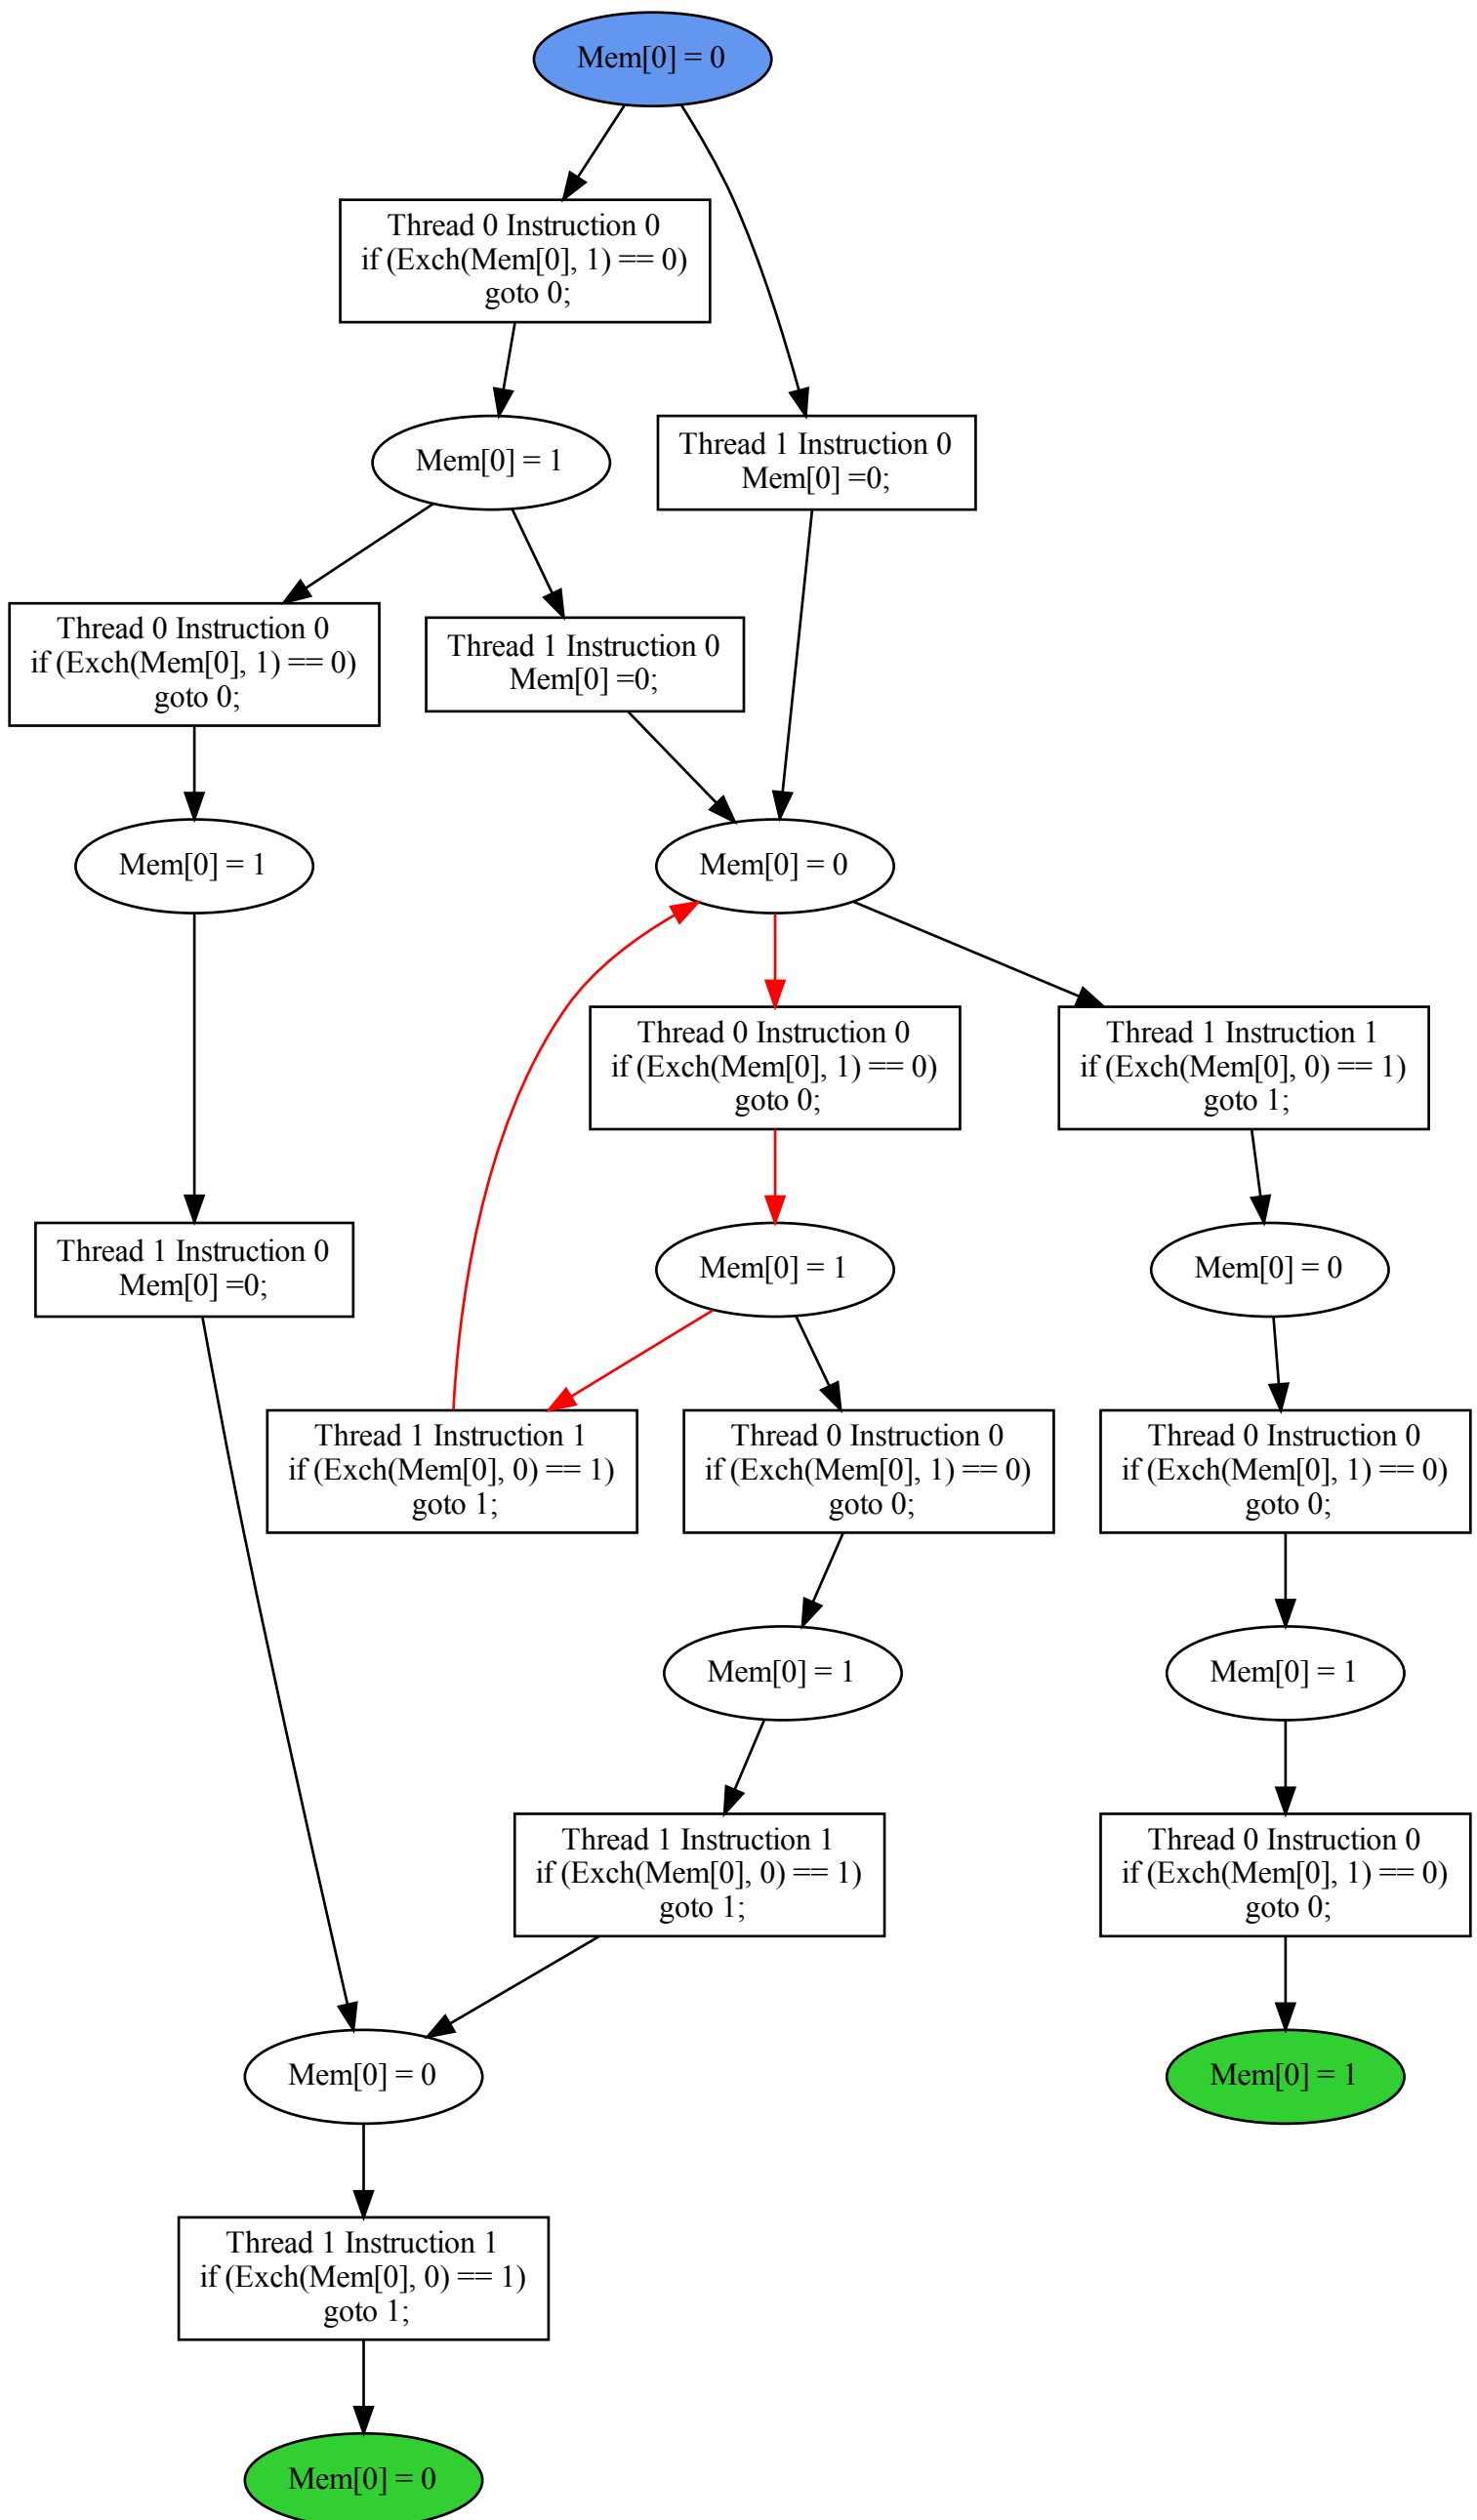 Mem[0] = 0
Thread 0 Instruction 0
if (Exch(Mem[0], 1) == 0)
goto 0;
Mem[0] = 1
Thread 1 Instruction 0
Mem[0] =0;
Thread 0 Instruction 0
if (Exch(Mem[0], 1) == 0)
goto 0;
Thread 1 Instruction 0
Mem[0] =0;
Mem[0] = 1
Mem[0] = 0
Thread 0 Instruction 0
if (Exch(Mem[0], 1) == 0)
goto 0;
Thread 1 Instruction 1
if (Exch(Mem[0], 0) == 1)
goto 1;
Thread 1 Instruction 0
Mem[0] =0;
Mem[0] = 1
Mem[0] = 0
Thread 1 Instruction 1
if (Exch(Mem[0], 0) == 1)
goto 1;
Thread 0 Instruction 0
if (Exch(Mem[0], 1) == 0)
goto 0;
Thread 0 Instruction 0
if (Exch(Mem[0], 1) == 0)
goto 0;
Mem[0] = 1
Mem[0] = 1
Thread 1 Instruction 1
if (Exch(Mem[0], 0) == 1)
goto 1;
Thread 0 Instruction 0
if (Exch(Mem[0], 1) == 0)
goto 0;
Mem[0] = 0
Mem[0] = 1
Thread 1 Instruction 1
if (Exch(Mem[0], 0) == 1)
goto 1;
Mem[0] = 0